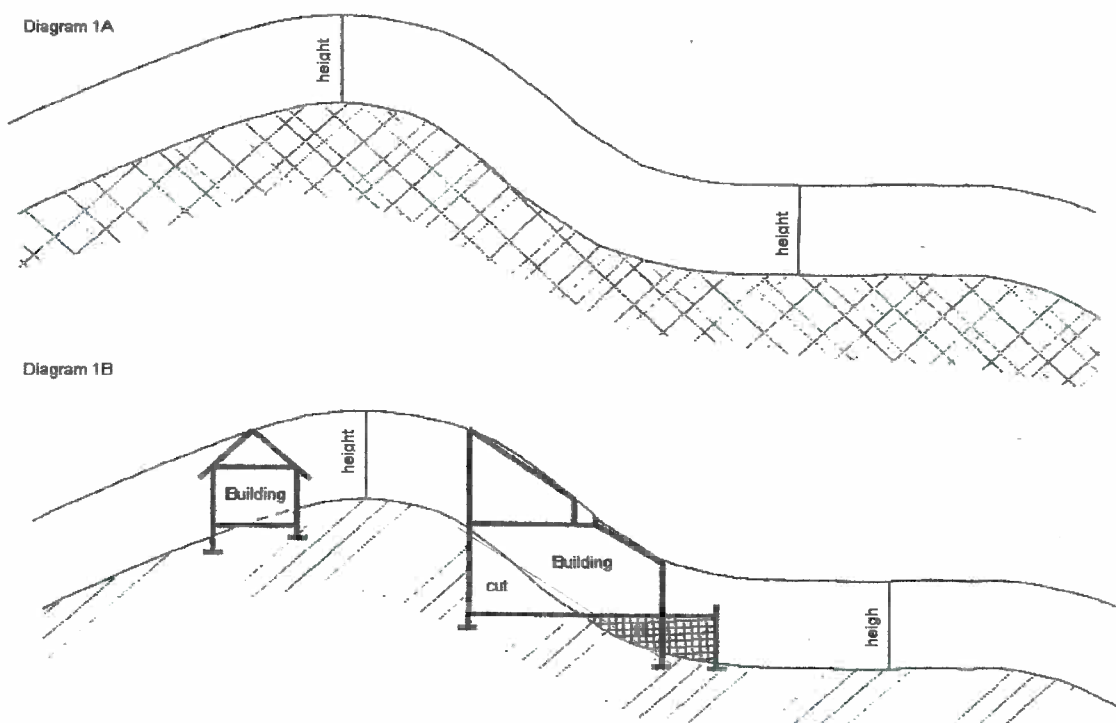 Diagram 1A
height
height
Diagram 1B
height
Building
Building
cut
heigh